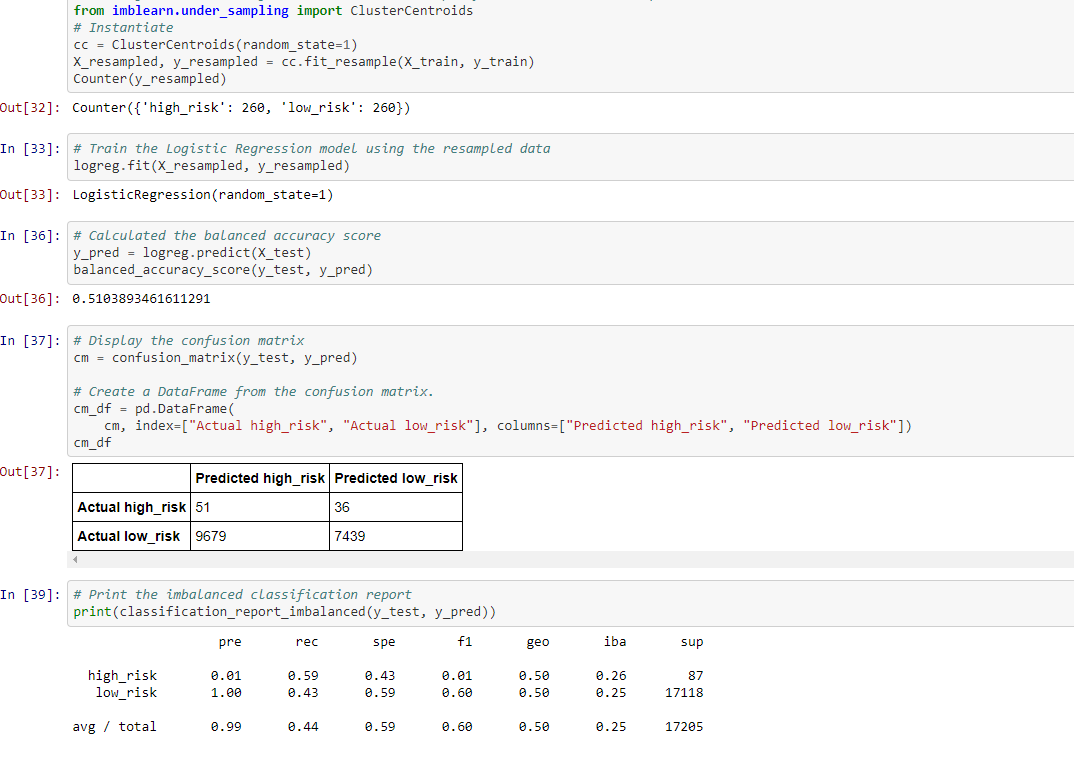 from imblearn.under_sampling import ClusterCentroids
# Instantiate
cc = ClusterCentroids(random_state=1)
X_resampled, y_resampled = cc.fit_resample(X_train, y_train)
Counter(y_resampled)
Out[32]: Counter({'high_risk': 260, 'low_risk': 260})
In [33]: # Train the Logistic Regression model using the resampled data
logreg.fit(X_resampled, y_resampled)
Out[33]: LogisticRegression(random_state=1)
In [36]: # Calculated the balanced accuracy score
y_pred = logreg.predict(X_test)
balanced_accuracy_score(y_test, y_pred)
Out[36]: 0.5103893461611291
In [37]: # Display the confusion matrix
cm = confusion_matrix(y_test, y_pred)
# Create a DataFrame from the confusion matrix.
cm_df = pd.DataFrame(
cm, index=["Actual high_risk", "Actual low_risk"], columns=["Predicted high_risk", "Predicted low_risk"])
cm_df
Out[37]:
Predicted high_risk Predicted low_risk
Actual high_risk 51 36
Actual low_risk 9679 7439
In [39]: # Print the imbalanced classification report
print(classification_report_imbalanced(y_test, y_pred))
pre rec spe f1 geo iba sup
high_risk 0.01 0.59 0.43 0.01 0.50 0.26 87
low_risk 1.00 0.43 0.59 0.60 0.50 0.25 17118
avg / total 0.99 0.44 0.59 0.60 0.50 0.25 17205